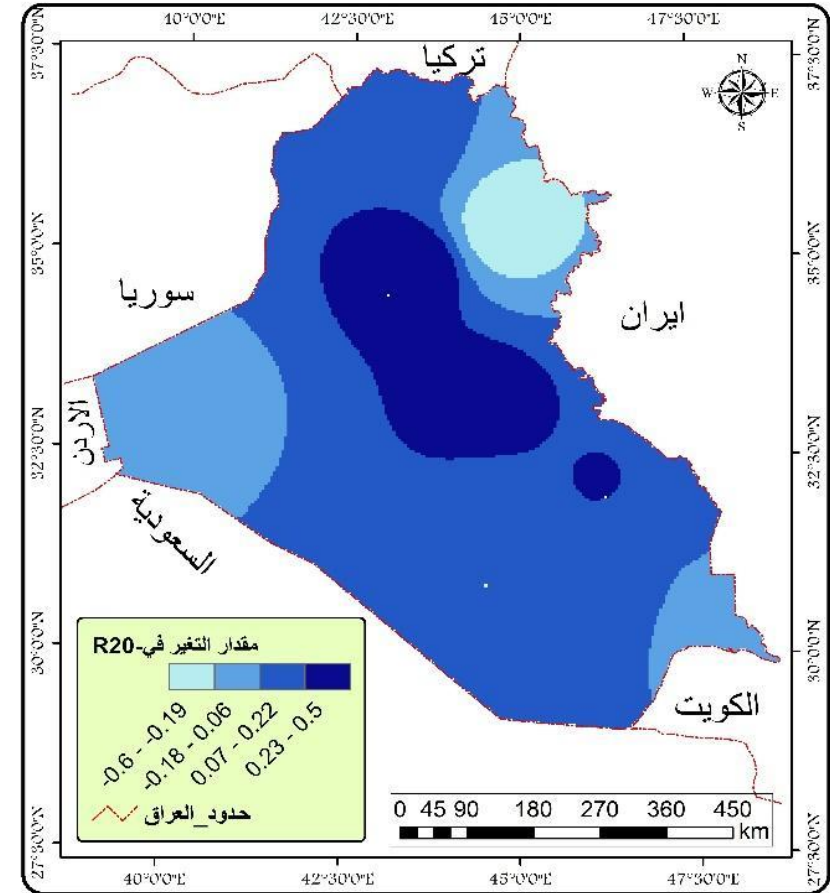 40°0'0"E 42°30'0"E 45°0'0"E 47°30'0"E
37°30'0"N
37°30'0"N
تركيا
N
W E
S
35°0'0"N
35°0'0"N
سوريا
ايران
الاردن
32°30'0"N
32°30'0"N
السعودية
30°0'0"N
30°0'0"N
الكويت
مقدار التغير في-R20
-0.6 - -0.19
-0.18 - 0.06
0.07 - 0.22
0.23 - 0.5
حدود_العراق
0 45 90 180 270 360 450
km
27°30'0"N
27°30'0"N
40°0'0"E 42°30'0"E 45°0'0"E 47°30'0"E